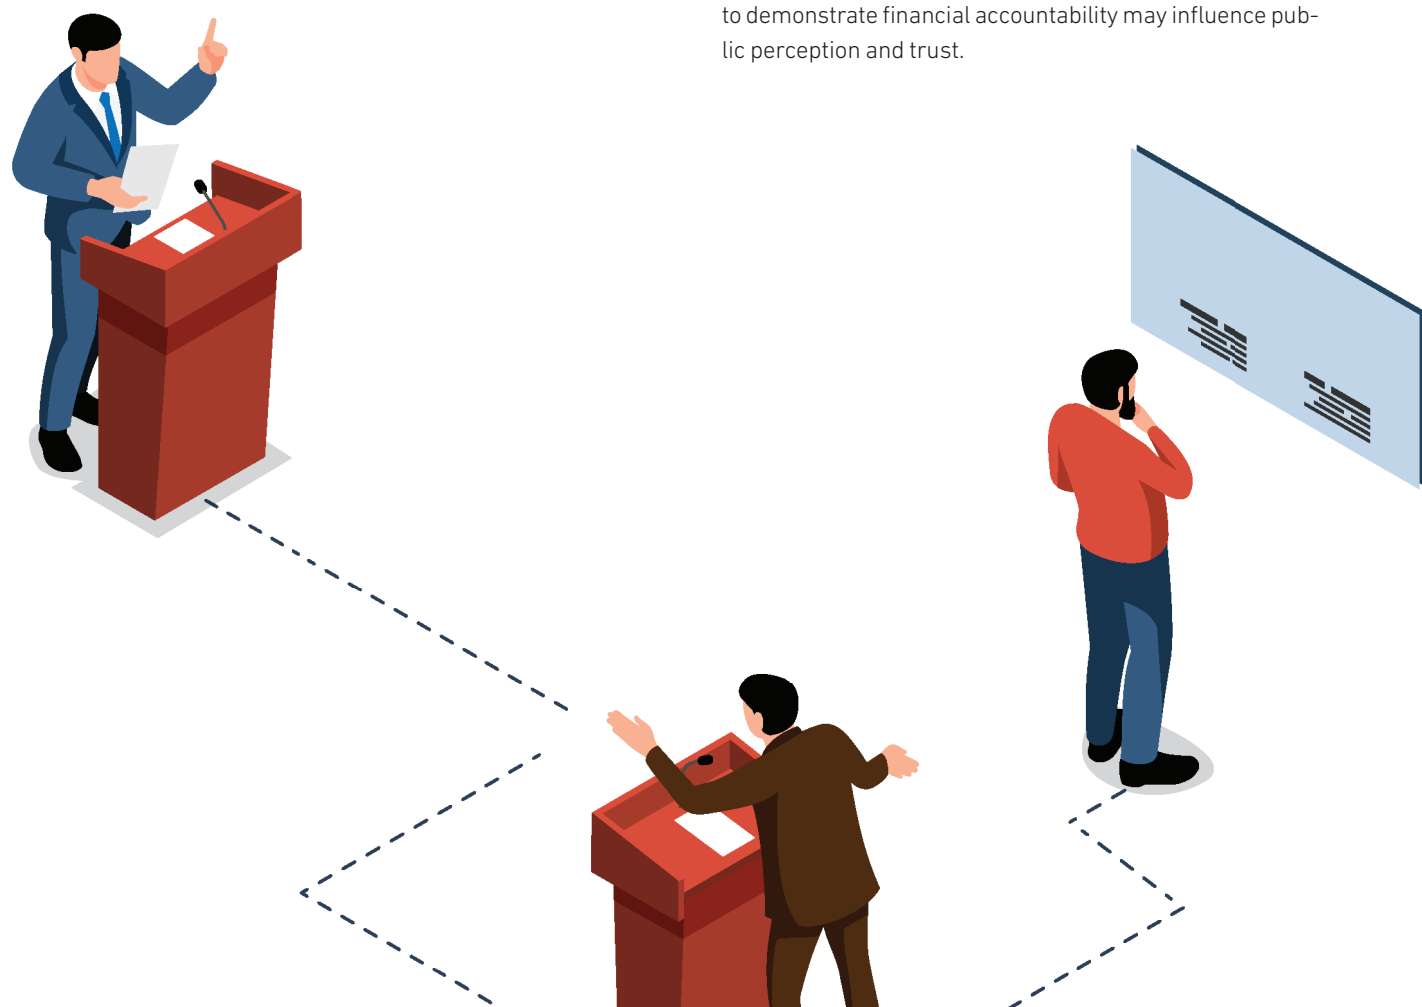 to demonstrate financial accountability may influence pub-
lic perception and trust.